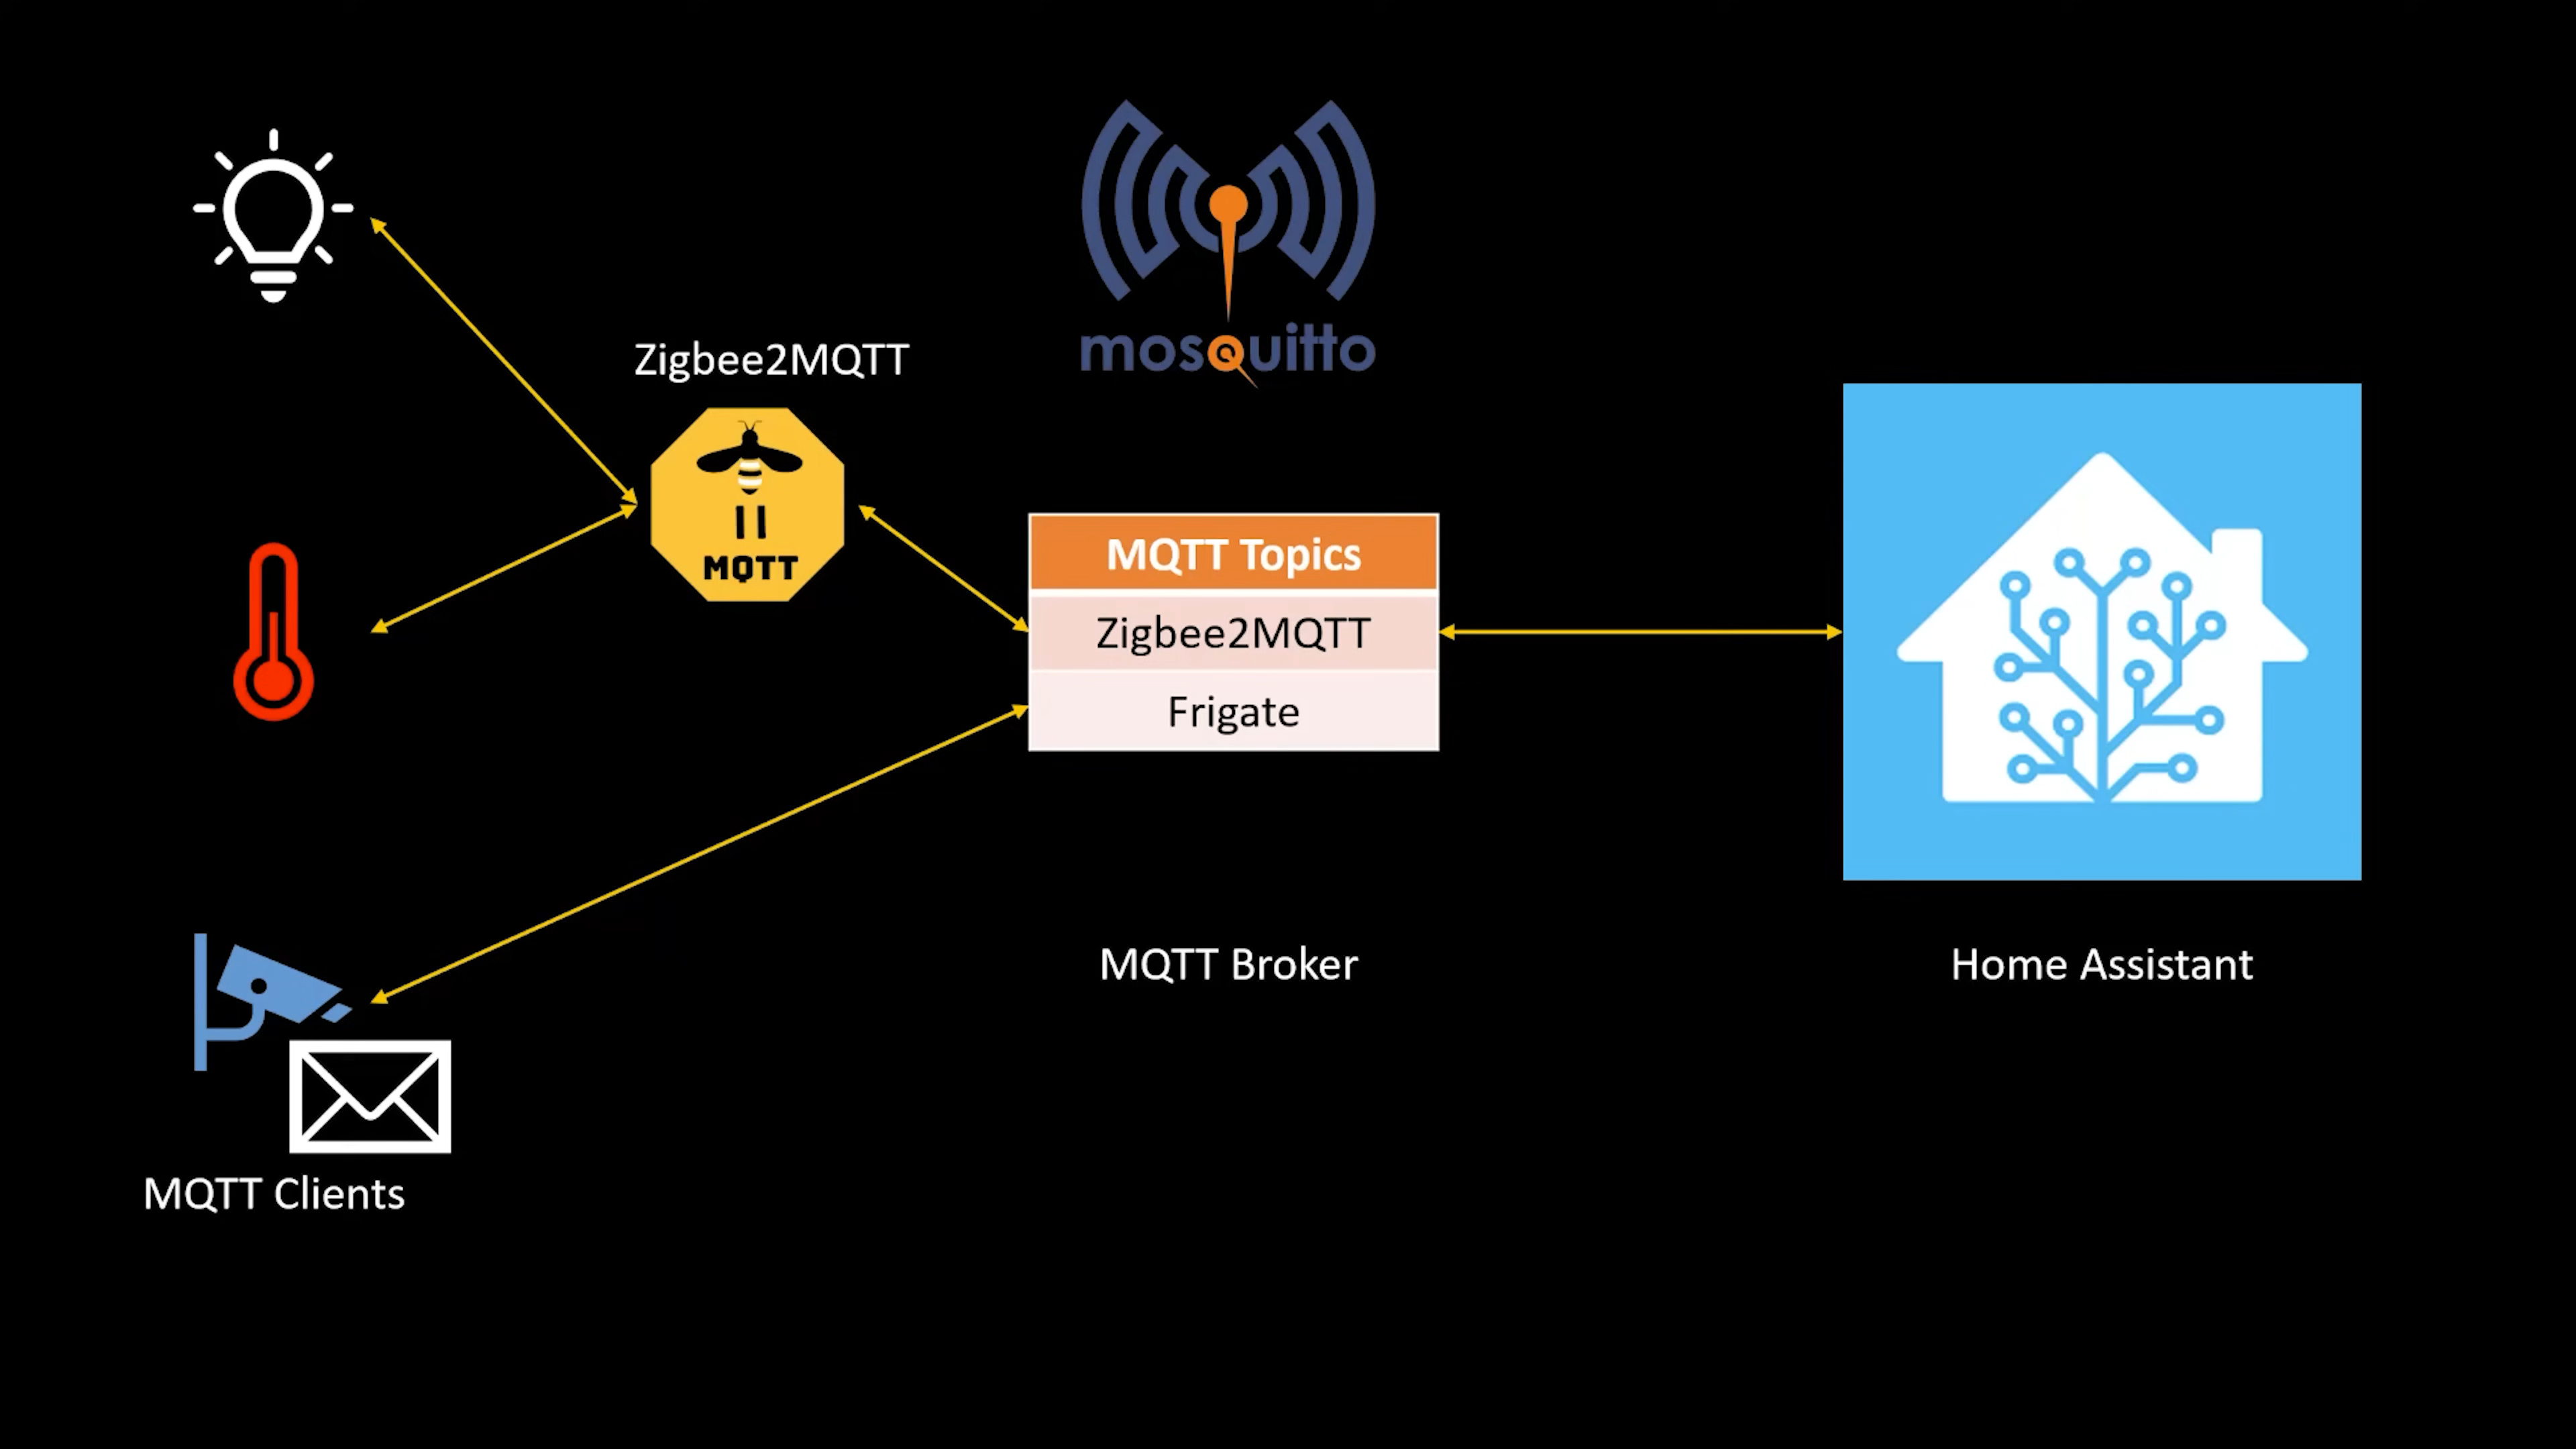 mosquitto
Zigbee2MQTT
MQTT
MQTT Topics
Zigbee2MQTT
Frigate
MQTT Broker
Home Assistant
MQTT Clients